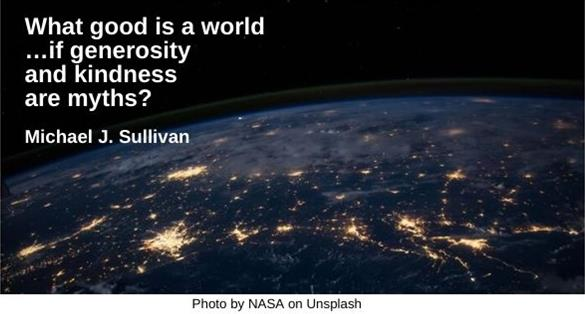 What good is a world
…if generosity
and kindness
are myths?
Michael J. Sullivan
Photo by NASA on Unsplash